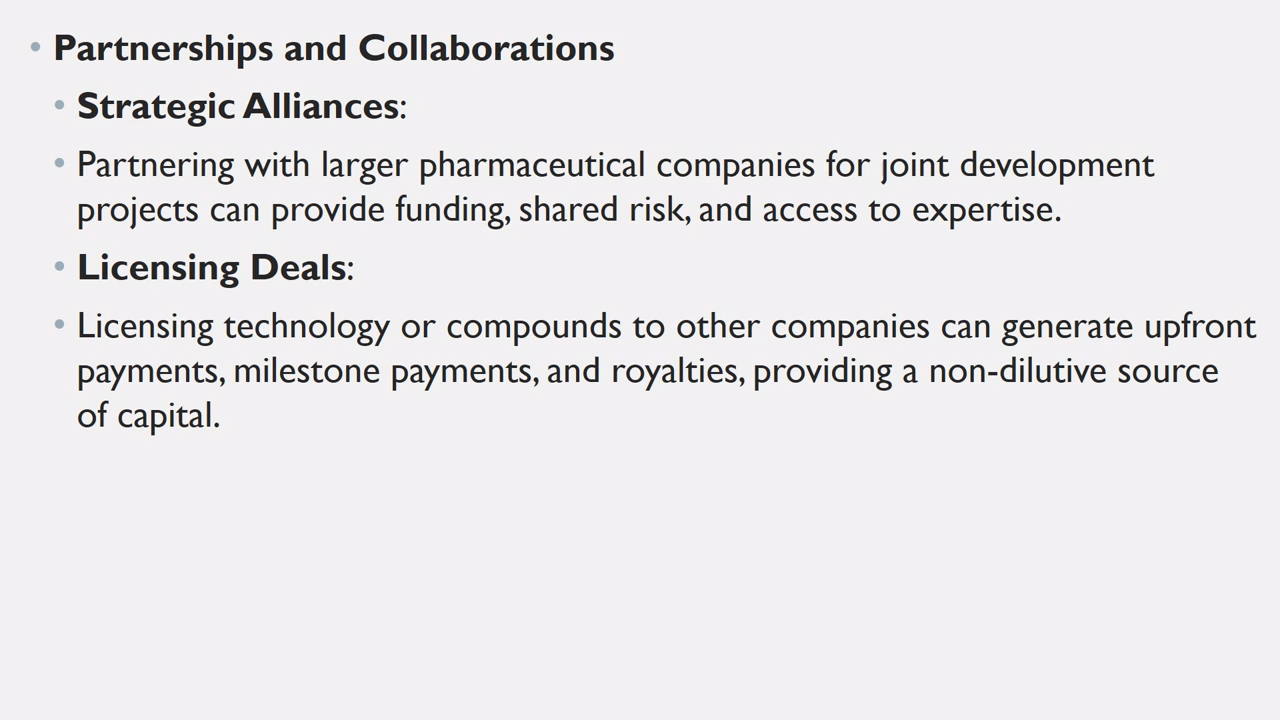 • Partnerships and Collaborations
• Strategic Alliances:
• Partnering with larger pharmaceutical companies for joint development
projects can provide funding, shared risk, and access to expertise.
• Licensing Deals:
• Licensing technology or compounds to other companies can generate upfront
payments, milestone payments, and royalties, providing a non-dilutive source
of capital.